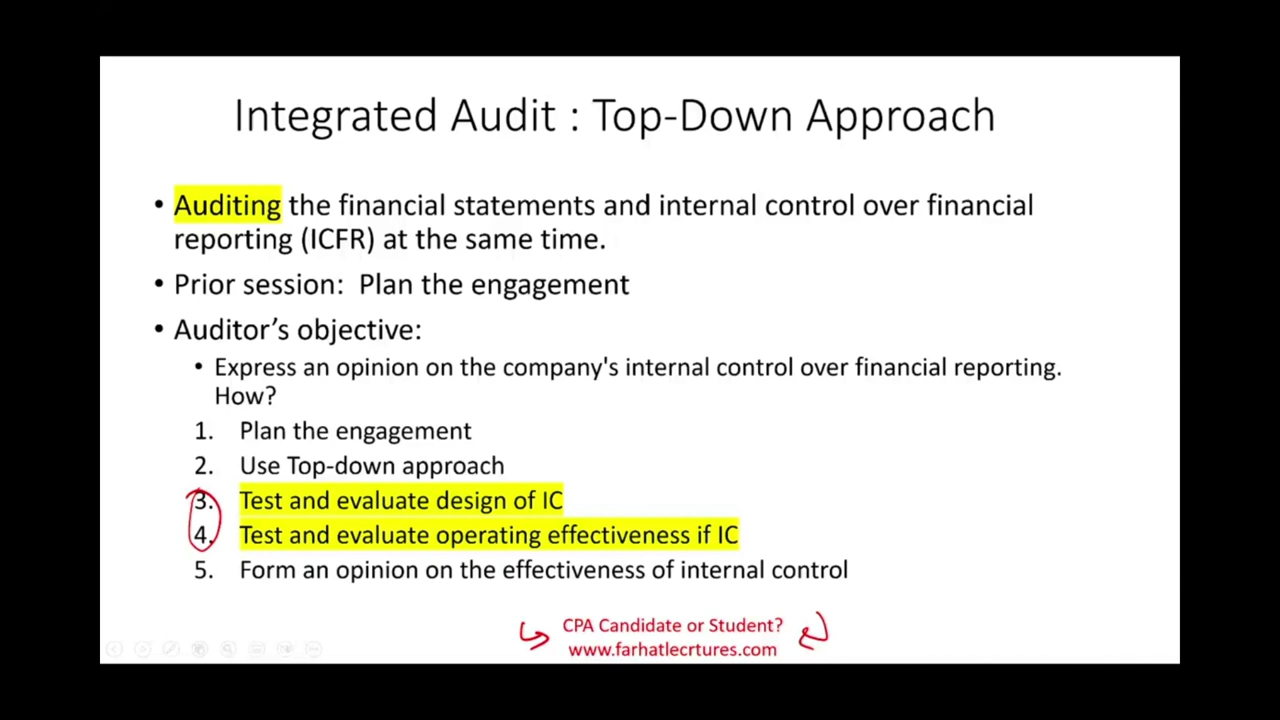 Integrated Audit : Top-Down Approach
• Auditing the financial statements and internal control over financial
reporting (ICFR) at the same time.
• Prior session: Plan the engagement
• Auditor’s objective:
• Express an opinion on the company's internal control over financial reporting.
How?
1. Plan the engagement
2. Use Top-down approach
3. Test and evaluate design of IC
4. Test and evaluate operating effectiveness if IC
5. Form an opinion on the effectiveness of internal control
CPA Candidate or Student?
www.farhatlecrtures.com